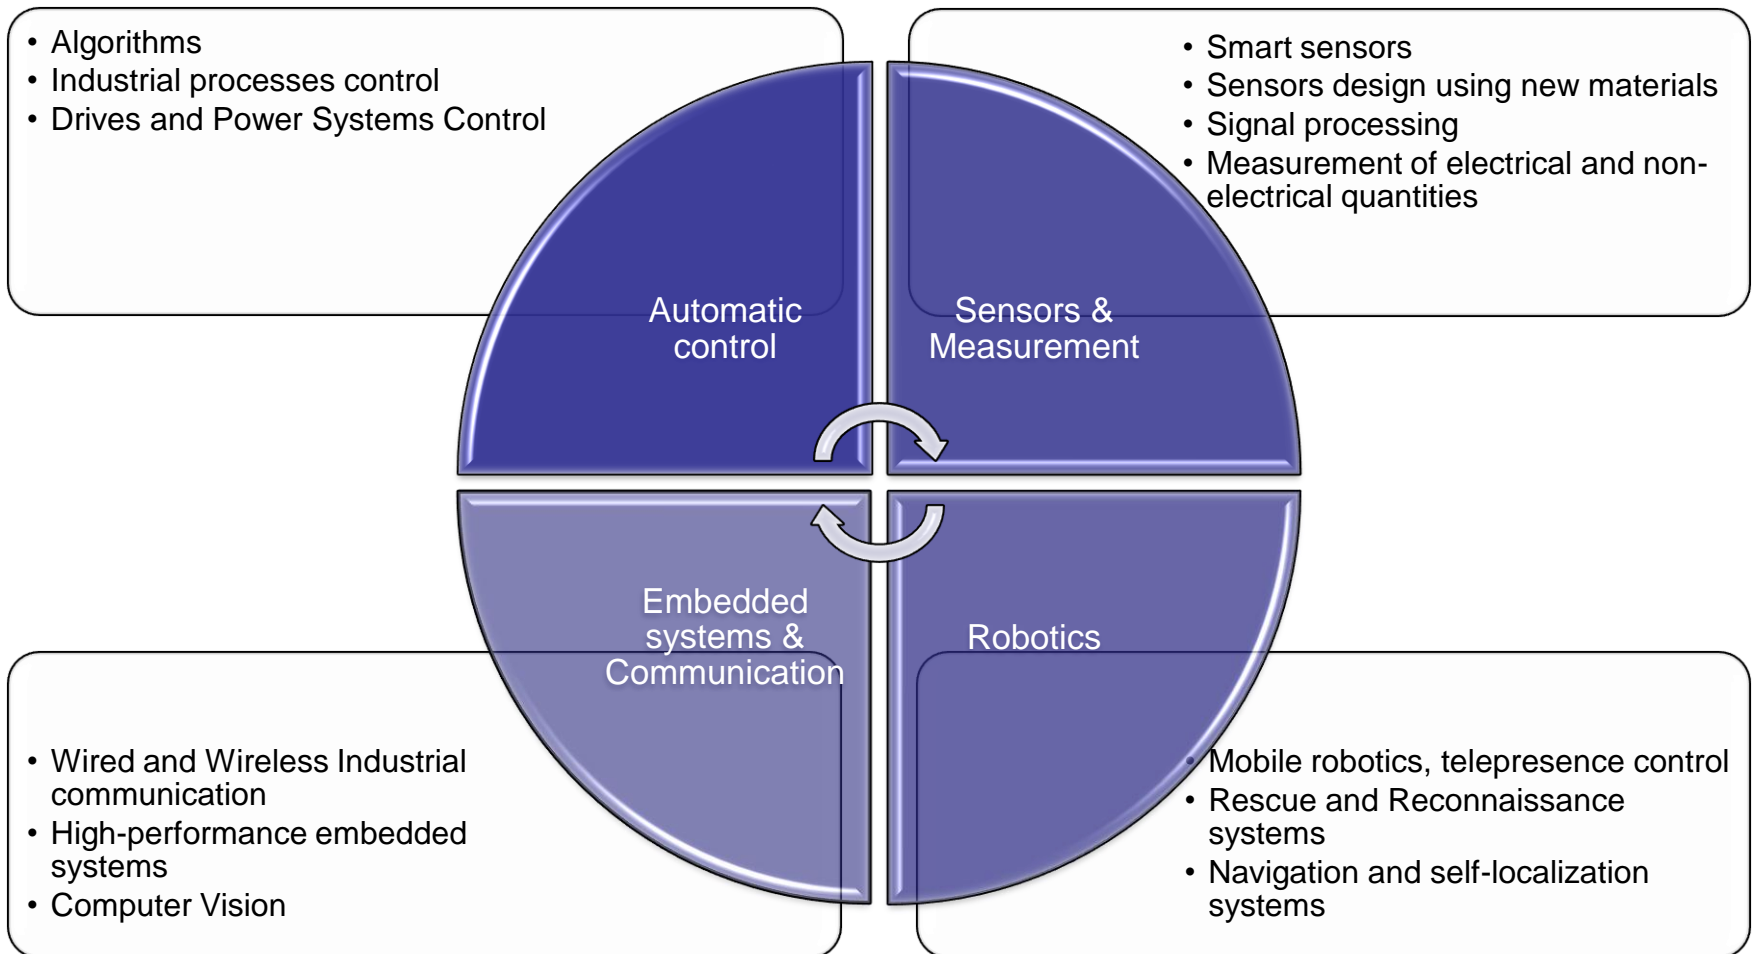 • Algorithms
• Industrial processes control
• Drives and Power Systems Control
• Smart sensors
• Sensors design using new materials
• Signal processing
• Measurement of electrical and non-
electrical quantities
Automatic
control
Sensors &
Measurement
Embedded
systems &
Communication
Robotics
• Wired and Wireless Industrial
communication
• High-performance embedded
systems
• Computer Vision
• Mobile robotics, telepresence control
• Rescue and Reconnaissance
systems
• Navigation and self-localization
systems